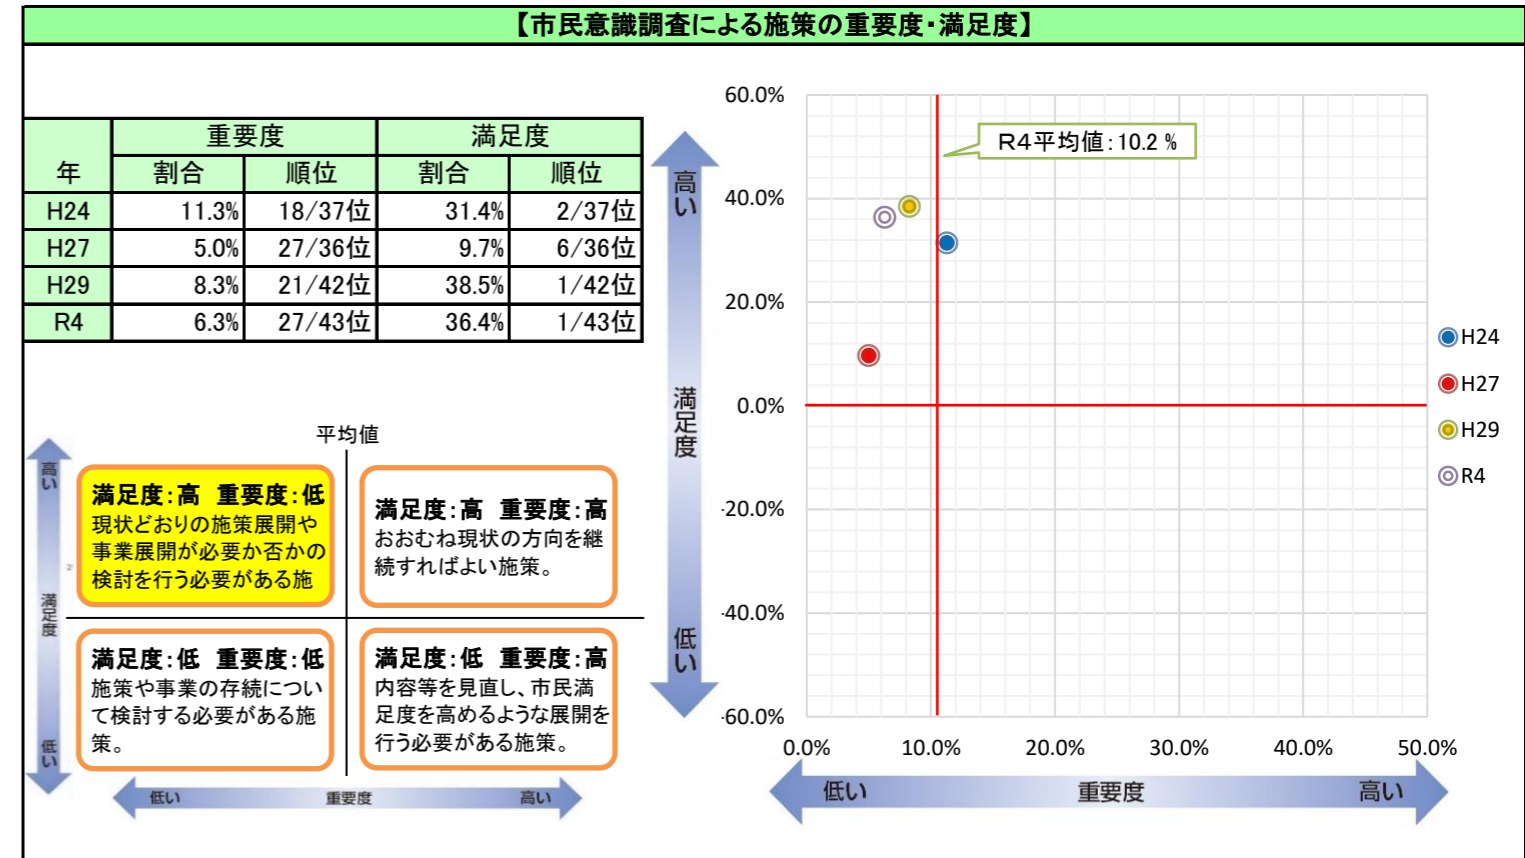 【市民意識調査による施策の重要度・満足度】
年 重要度 満足度
割合 順位 割合 順位
H24 11.3% 18/37位 31.4% 2/37位
H27 5.0% 27/36位 9.7% 6/36位
H29 8.3% 21/42位 38.5% 1/42位
R4 6.3% 27/43位 36.4% 1/43位
平均値
高い
満足度
低い
満足度：高 重要度：低
現状どおりの施策展開や
事業展開が必要か否かの
検討を行う必要がある施
満足度：高 重要度：高
おおむね現状の方向を継
続すればよい施策。
満足度：低 重要度：低
施策や事業の存続につい
て検討する必要がある施
策。
満足度：低 重要度：高
内容等を見直し、市民満
足度を高めるような展開を
行う必要がある施策。
低い 重要度 高い
高い
満足度
低い
60.0%
40.0%
20.0%
0.0%
-20.0%
-40.0%
-60.0%
R4平均値：10.2 %
0.0% 10.0% 20.0% 30.0% 40.0% 50.0%
低い 重要度 高い
H24
H27
H29
R4